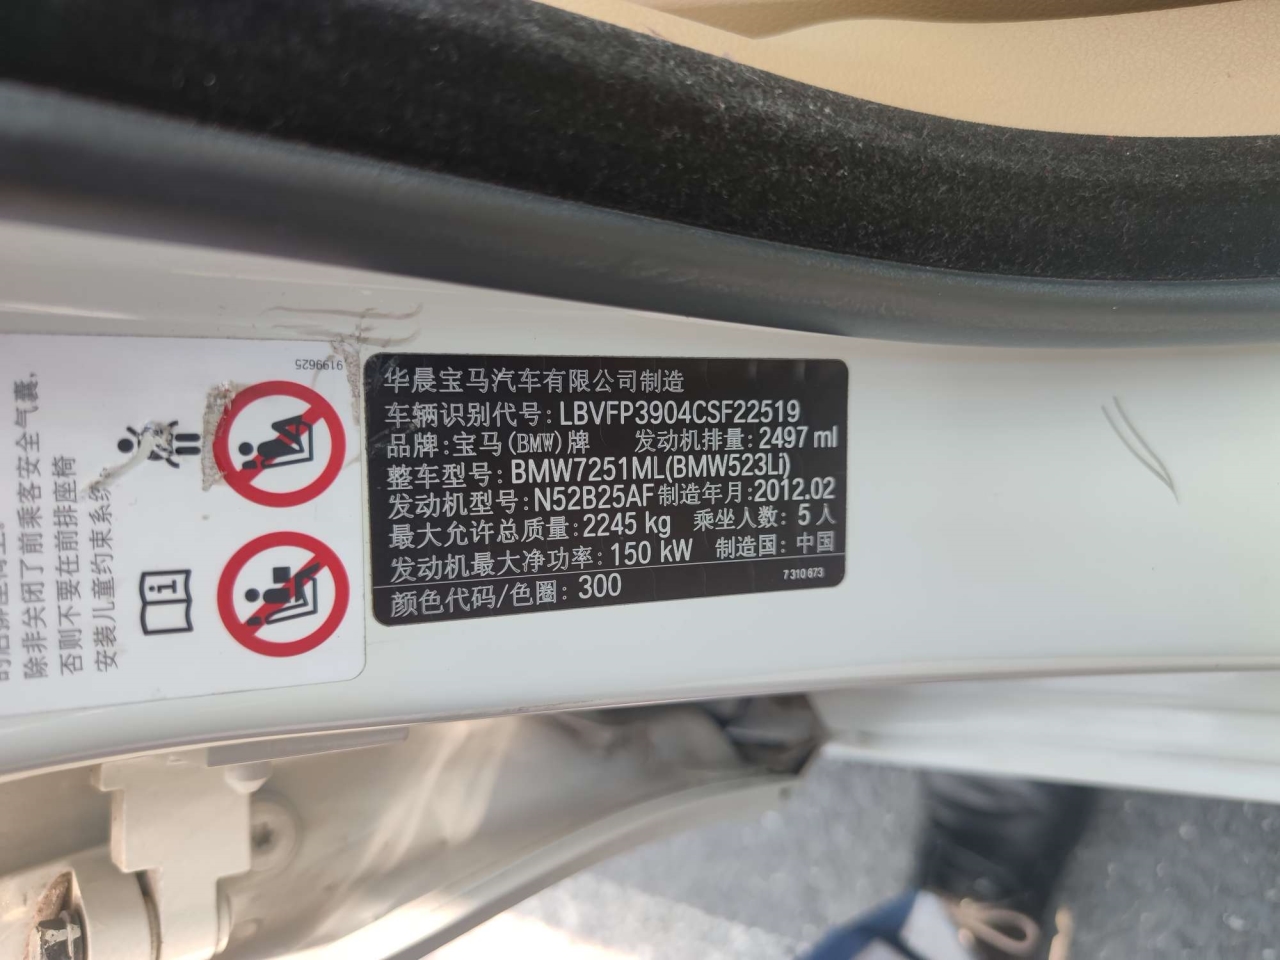 华晨宝马汽车有限公司制造
车辆识别代号: LBVFP3904CSF22519
品牌: 宝马(BMW)牌 发动机排量: 2497 ml
整车型号: BMW7251ML(BMW523Li)
发动机型号: N52B25AF 制造年月: 2012.02
最大允许总质量: 2245 kg 乘坐人数: 5人
发动机最大净功率: 150 kW 制造国: 中国
颜色代码/色圈: 300 7 310 673
9199625
除非关闭了前乘客安全气囊,
否则不要在前排座椅
安装儿童约束系统